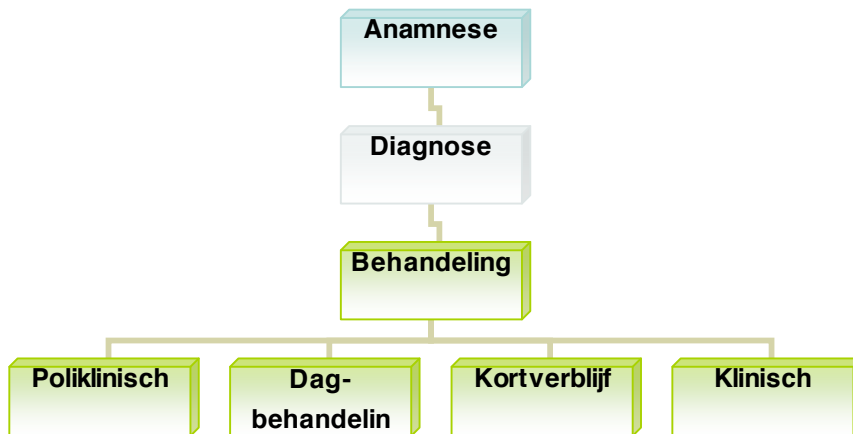 Anamnese
Diagnose
Behandeling
Poliklinisch
Dag-
behandelin
Kortverblijf
Klinisch